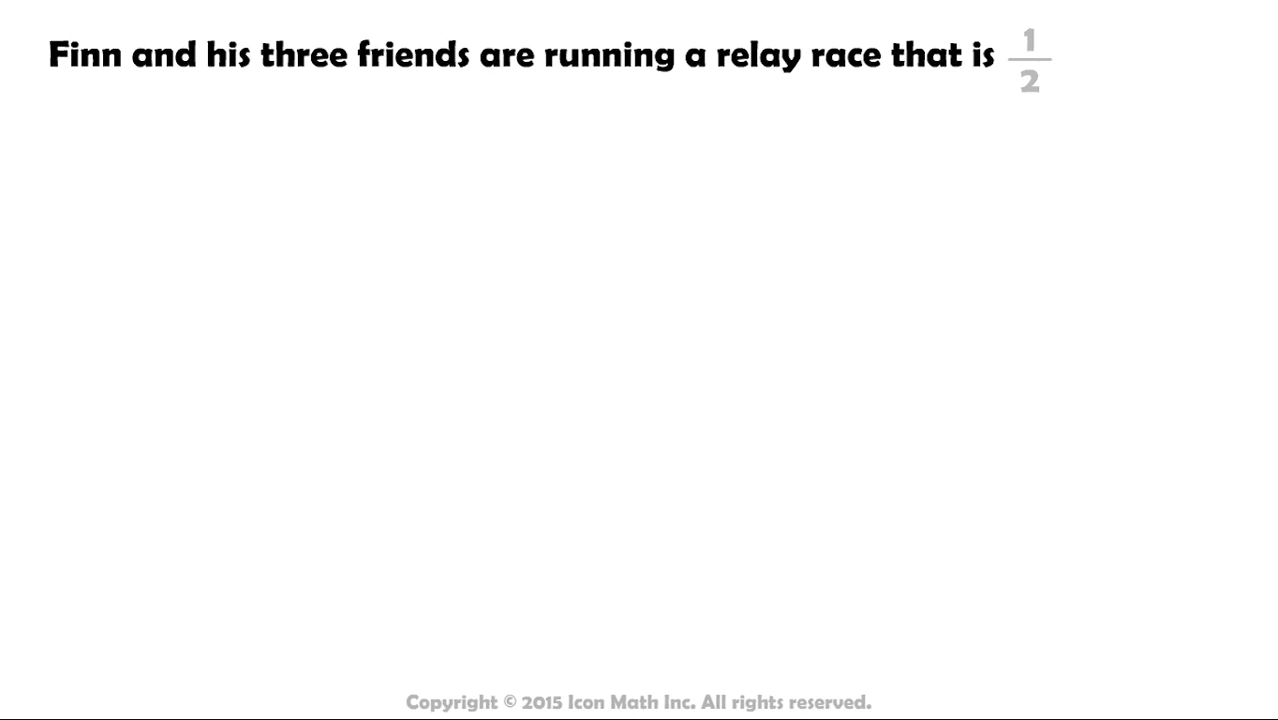 Finn and his three friends are running a relay race that is 1/2
Copyright © 2015 Icon Math Inc. All rights reserved.